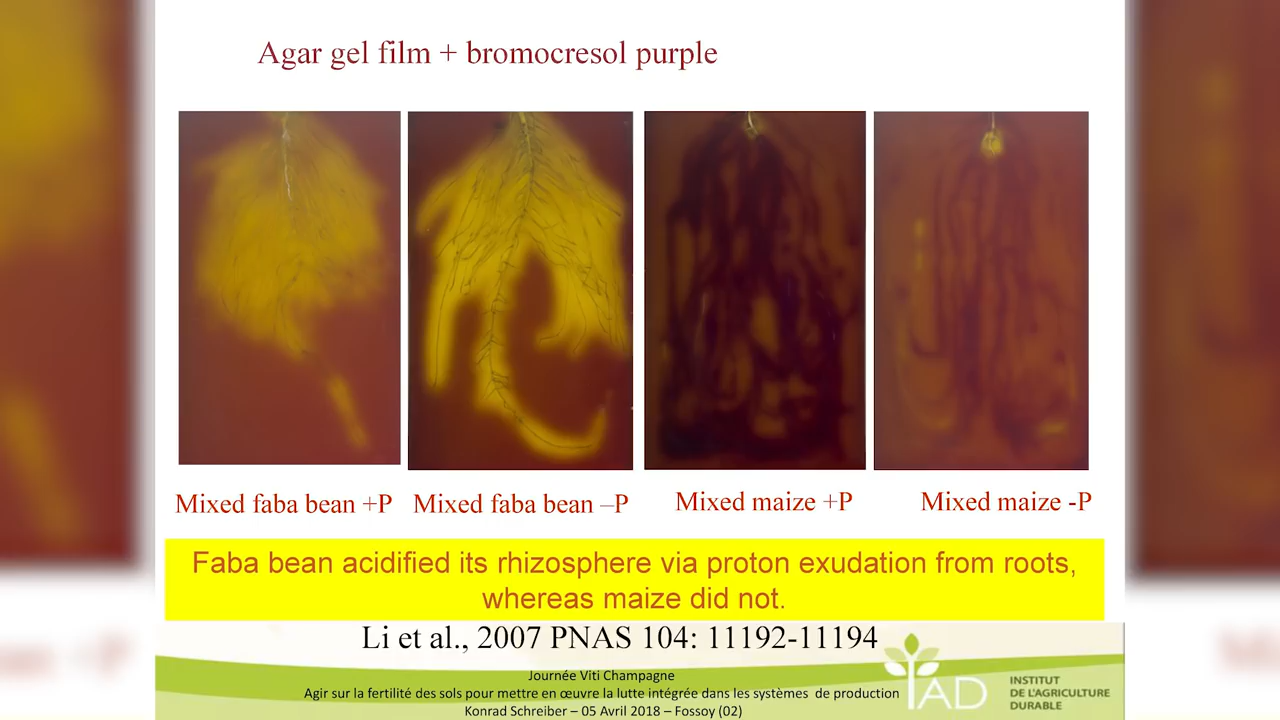 Agar gel film + bromocresol purple
Mixed faba bean +P
Mixed faba bean –P
Mixed maize +P
Mixed maize -P
Faba bean acidified its rhizosphere via proton exudation from roots,
whereas maize did not.
Li et al., 2007 PNAS 104: 11192-11194
Journée Viti Champagne
Agir sur la fertilité des sols pour mettre en œuvre la lutte intégrée dans les systèmes de production
Konrad Schreiber – 05 Avril 2018 – Fossoy (02)
IAD
INSTITUT
DE L'AGRICULTURE
DURABLE